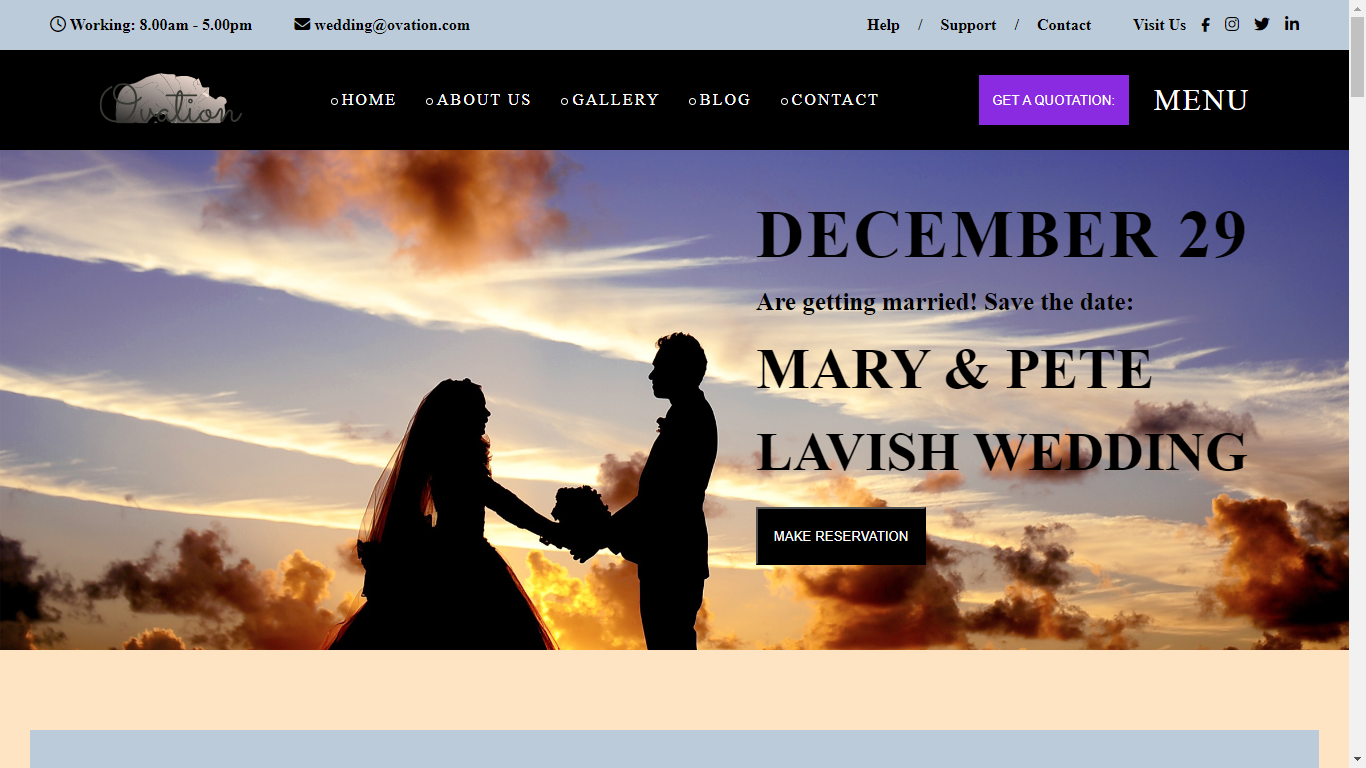 Working: 8.00am - 5.00pm wedding@ovation.com Help / Support / Contact Visit Us
Ovation HOME ABOUT US GALLERY BLOG CONTACT GET A QUOTATION: MENU
DECEMBER 29
Are getting married! Save the date:
MARY & PETE
LAVISH WEDDING
MAKE RESERVATION